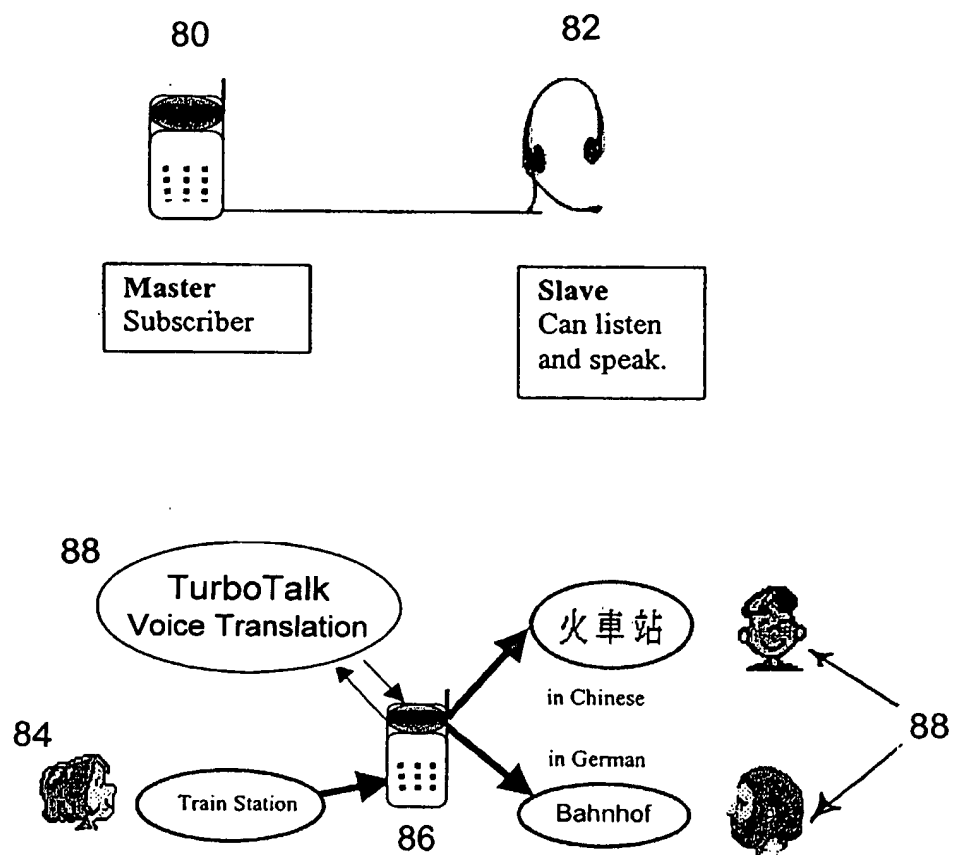 80
82
Master
Subscriber
Slave
Can listen
and speak.
88
TurboTalk
Voice Translation
火車站
in Chinese
88
84
in German
Train Station
Bahnhof
86